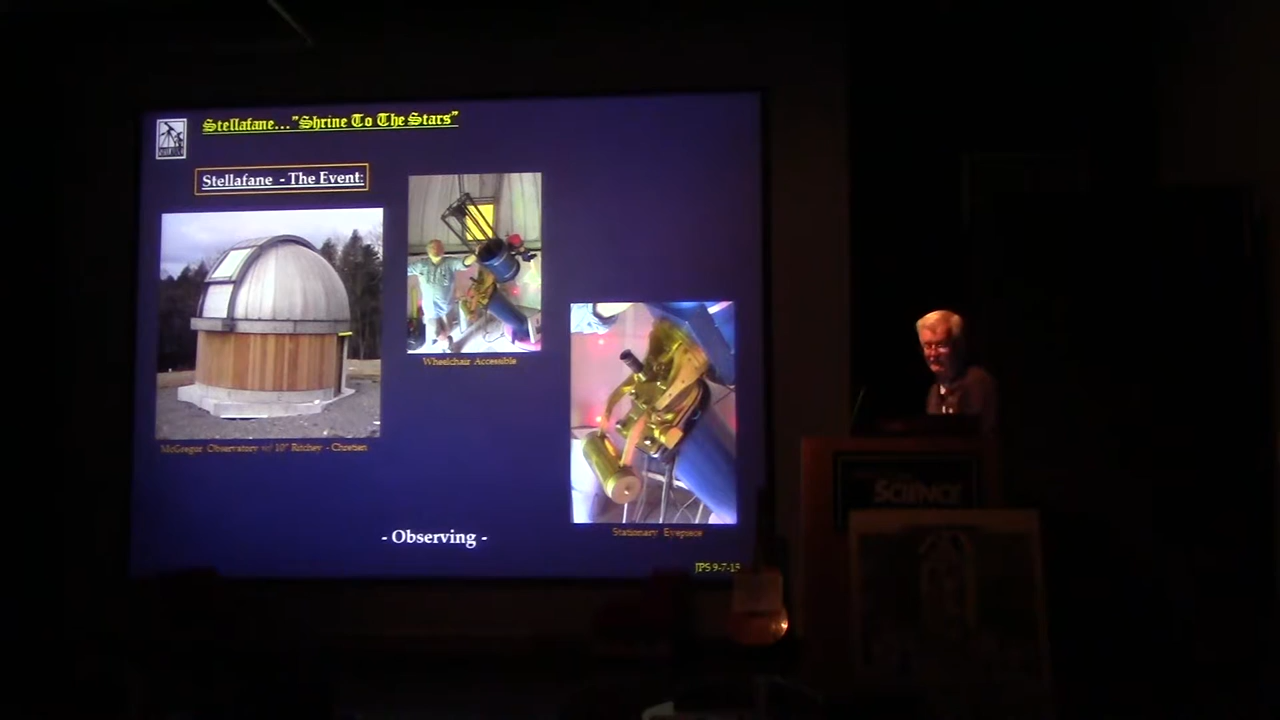 Stellafane..."Shrine To The Stars"
Stellafane - The Event:
Wheelchair Accessible
McGregor Observatory w/ 10" Ritchey - Chretien
Stationary Eyepiece
- Observing -
JPS 9-7-15
SCIENCE